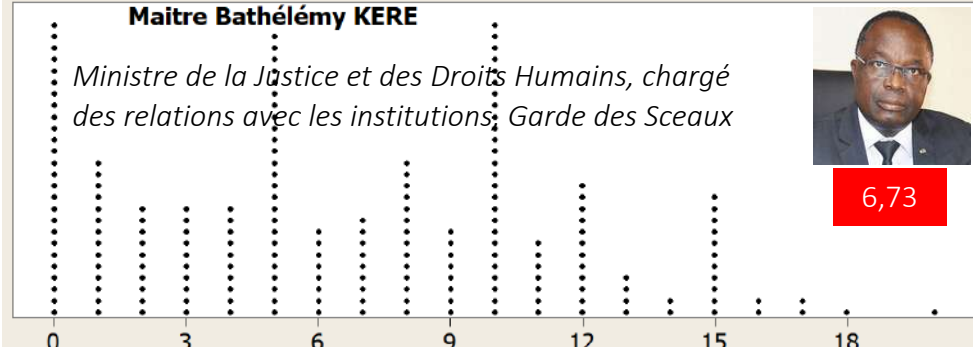 Maitre Bathélémy KERE
Ministre de la Justice et des Droits Humains, chargé
des relations avec les institutions, Garde des Sceaux
6,73
0 3 6 9 12 15 18